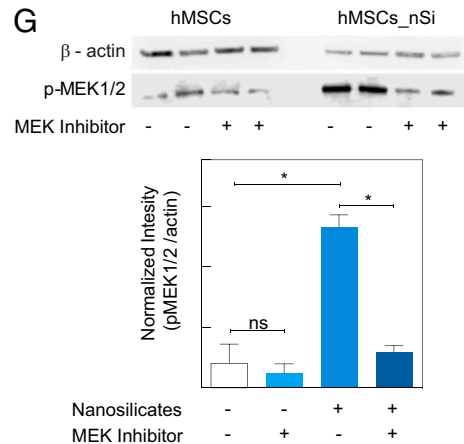 G
hMSCs hMSCs_nSi
β - actin
p-MEK1/2
MEK Inhibitor - - + + - - + +
* *
ns
Normalized Intesity
(pMEK1/2 /actin)
Nanosilicates - - + +
MEK Inhibitor - + - +